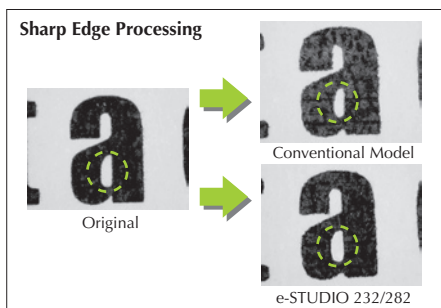 Sharp Edge Processing
a
Original
a
Conventional Model
a
e-STUDIO 232/282